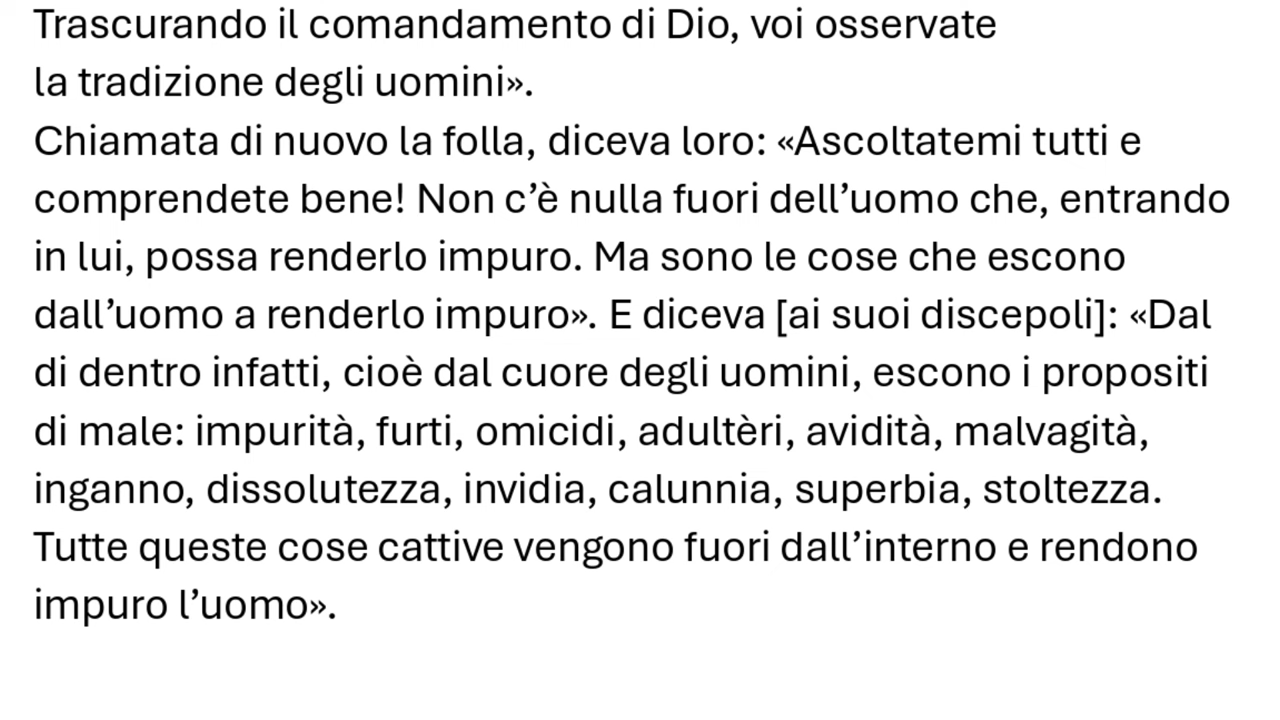 Trascurando il comandamento di Dio, voi osservate
la tradizione degli uomini».
Chiamata di nuovo la folla, diceva loro: «Ascoltatemi tutti e
comprendete bene! Non c’è nulla fuori dell’uomo che, entrando
in lui, possa renderlo impuro. Ma sono le cose che escono
dall’uomo a renderlo impuro». E diceva [ai suoi discepoli]: «Dal
di dentro infatti, cioè dal cuore degli uomini, escono i propositi
di male: impurità, furti, omicidi, adultèri, avidità, malvagità,
inganno, dissolutezza, invidia, calunnia, superbia, stoltezza.
Tutte queste cose cattive vengono fuori dall’interno e rendono
impuro l’uomo».